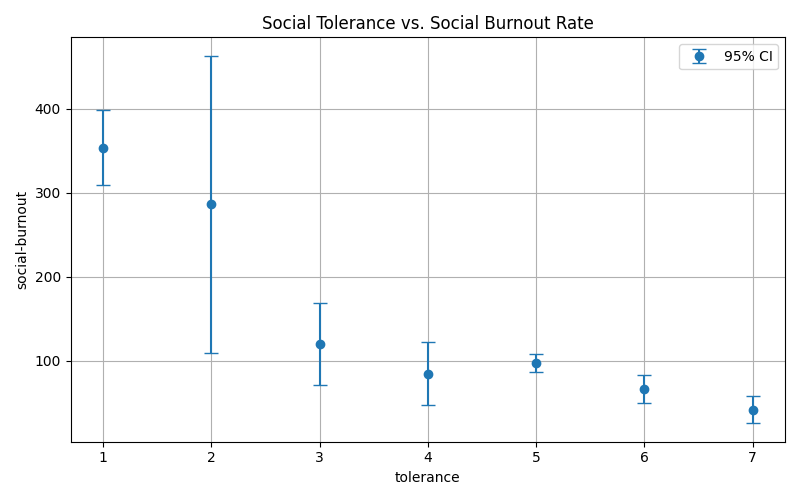 Social Tolerance vs. Social Burnout Rate
95% CI
social-burnout
400
300
200
100
1 2 3 4 5 6 7
tolerance